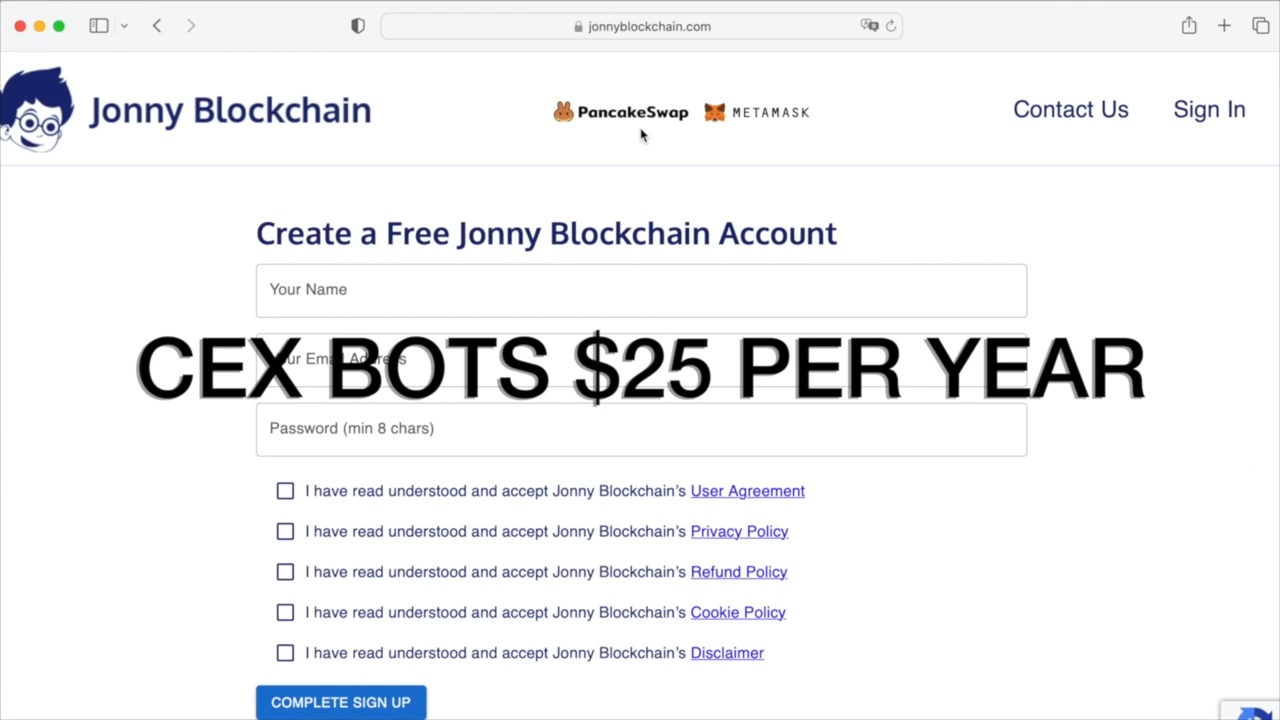 jonnyblockchain.com
Jonny Blockchain
PancakeSwap
METAMASK
Contact Us
Sign In
Create a Free Jonny Blockchain Account
Your Name
Your Email Address
CEX BOTS $25 PER YEAR
Password (min 8 chars)
I have read understood and accept Jonny Blockchain's User Agreement
I have read understood and accept Jonny Blockchain's Privacy Policy
I have read understood and accept Jonny Blockchain's Refund Policy
I have read understood and accept Jonny Blockchain's Cookie Policy
I have read understood and accept Jonny Blockchain's Disclaimer
COMPLETE SIGN UP